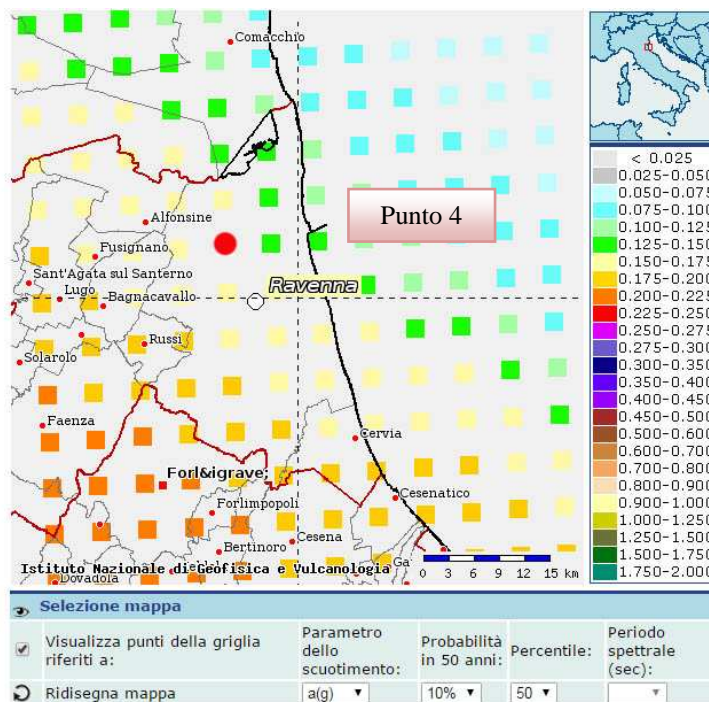 Comacchio
Punto 4
Alfonsine
Fusignano
Sant'Agata sul Santerno
Lugo
Bagnacavallo
Ravenna
Russi
Solarolo
Faenza
Cervia
Forl&igrave;
Cesenatico
Forlimpopoli
Cesena
Bertinoro
Ga
Istituto Nazionale di Geofisica e Vulcanologia
Dovadola
0 3 6 9 12 15 km
< 0.025
0.025-0.050
0.050-0.075
0.075-0.100
0.100-0.125
0.125-0.150
0.150-0.175
0.175-0.200
0.200-0.225
0.225-0.250
0.250-0.275
0.275-0.300
0.300-0.350
0.350-0.400
0.400-0.450
0.450-0.500
0.500-0.600
0.600-0.700
0.700-0.800
0.800-0.900
0.900-1.000
1.000-1.250
1.250-1.500
1.500-1.750
1.750-2.000
Selezione mappa
Visualizza punti della griglia riferiti a:
Parametro dello scuotimento:
Probabilità in 50 anni:
Percentile:
Periodo spettrale (sec):
Ridisegna mappa
a(g)
10%
50